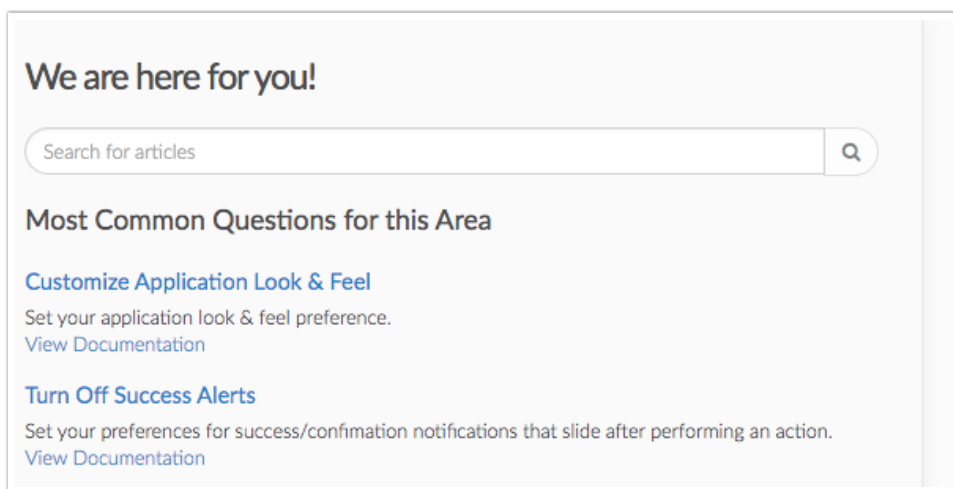 We are here for you!
Search for articles
Most Common Questions for this Area
Customize Application Look & Feel
Set your application look & feel preference.
View Documentation
Turn Off Success Alerts
Set your preferences for success/confimation notifications that slide after performing an action.
View Documentation